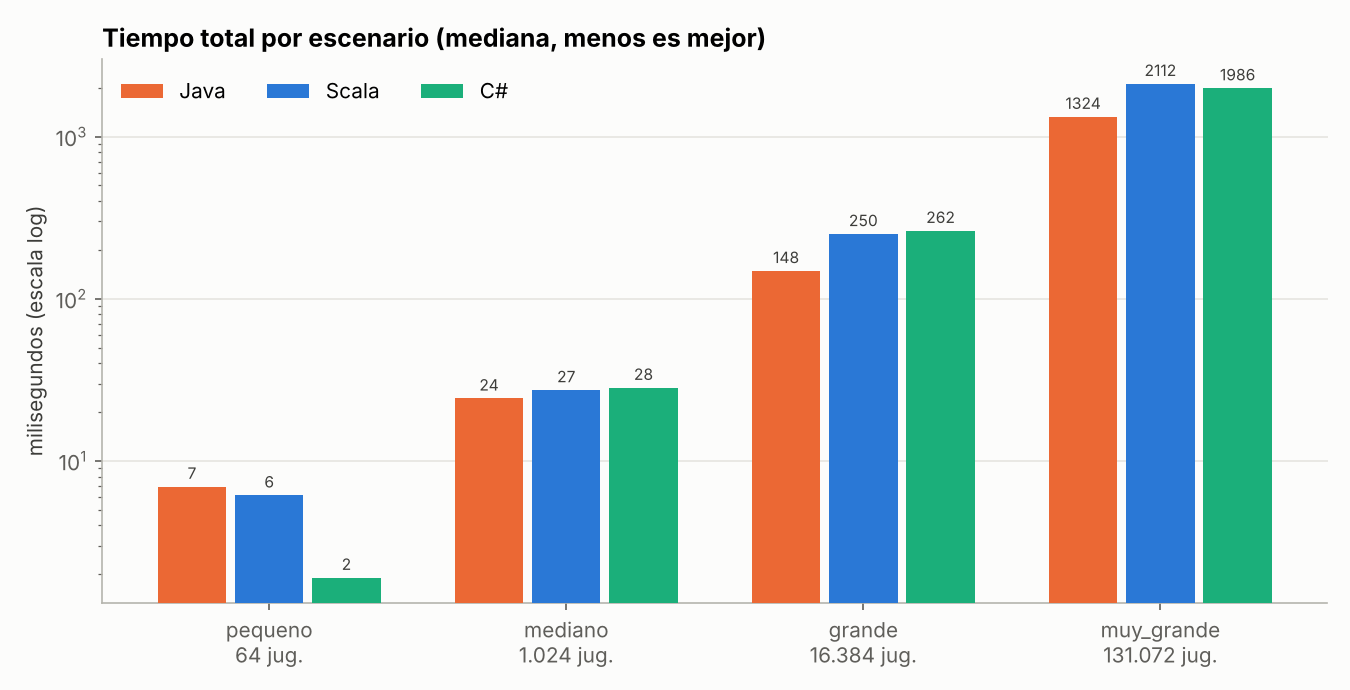 Tiempo total por escenario (mediana, menos es mejor)
Java Scala C#
milisegundos (escala log)
10³
10²
10¹
7 6 2
24 27 28
148 250 262
1324 2112 1986
pequeno
64 jug.
mediano
1.024 jug.
grande
16.384 jug.
muy_grande
131.072 jug.